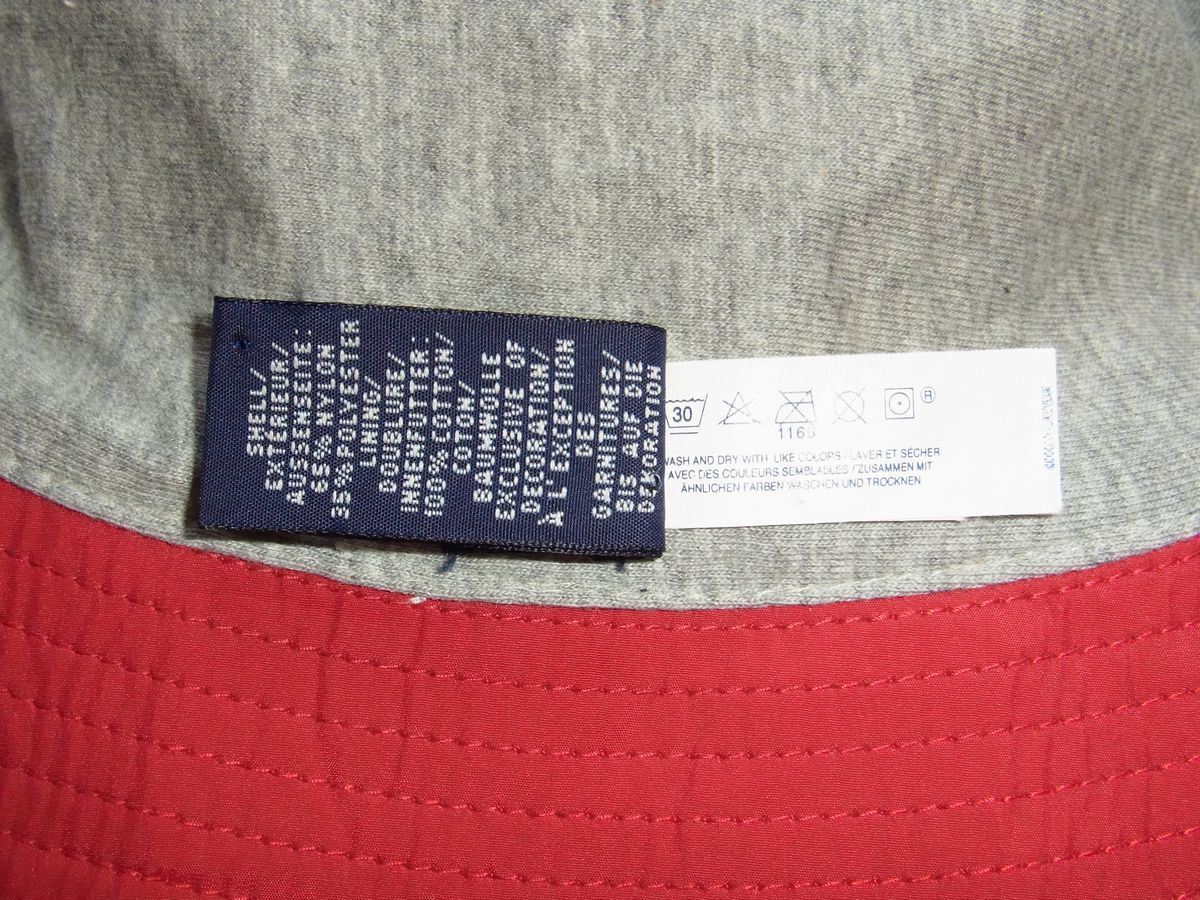 SHELL/
EXTÉRIEUR/
AUSSENSEITE:
65% NYLON
35% POLYESTER
LINING/
DOUBLURE/
INNENFUTTER:
100% COTTON/
COTON/
BAUMWOLLE
EXCLUSIVE OF
DECORATION/
À L'EXCEPTION
DES
GARNITURES/
BIS AUF DIE
DEKORATION
30
®
116
WASH AND DRY WITH LIKE COLORS / LAVER ET SÉCHER
AVEC DES COULEURS SEMBLABLES / ZUSAMMEN MIT
ÄHNLICHEN FARBEN WASCHEN UND TROCKNEN